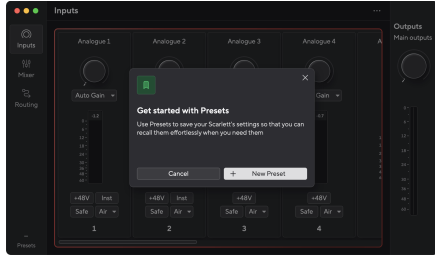 Inputs
Outputs
Main outputs
Inputs
Mixer
Routing
Presets
Analogue 1
Analogue 2
Analogue 3
Analogue 4
A
Auto Gain
Gain
Get started with Presets
Use Presets to save your Scarlett's settings so that you can
recall them effortlessly when you need them
Cancel
+ New Preset
+48V Inst
+48V Inst
+48V
+48V
Safe Air
Safe Air
Safe Air
Safe Air
1
2
3
4